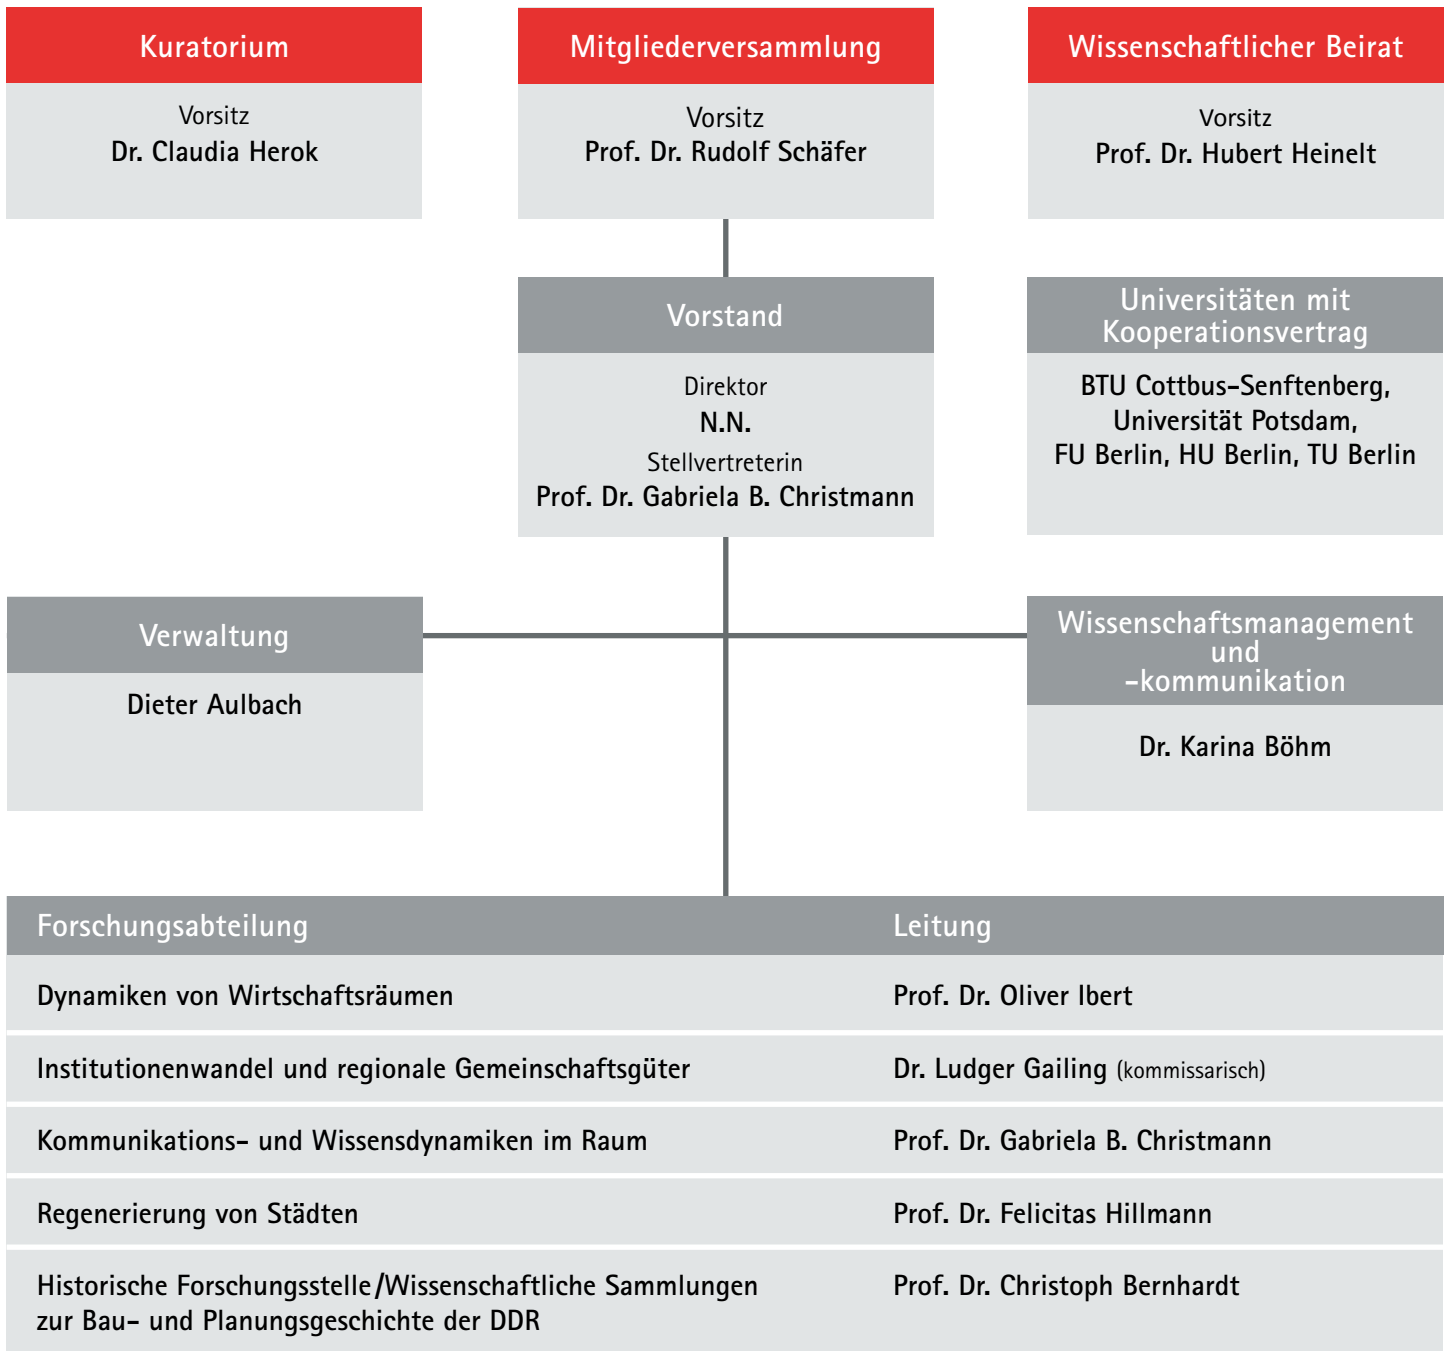 Kuratorium
Vorsitz
Dr. Claudia Herok
Mitgliederversammlung
Vorsitz
Prof. Dr. Rudolf Schäfer
Wissenschaftlicher Beirat
Vorsitz
Prof. Dr. Hubert Heinelt
Vorstand
Direktor
N.N.
Stellvertreterin
Prof. Dr. Gabriela B. Christmann
Universitäten mit
Kooperationsvertrag
BTU Cottbus-Senftenberg,
Universität Potsdam,
FU Berlin, HU Berlin, TU Berlin
Verwaltung
Dieter Aulbach
Wissenschaftsmanagement
und
-kommunikation
Dr. Karina Böhm
Forschungsabteilung Leitung
Dynamiken von Wirtschaftsräumen Prof. Dr. Oliver Ibert
Institutionenwandel und regionale Gemeinschaftsgüter Dr. Ludger Gailing (kommissarisch)
Kommunikations- und Wissensdynamiken im Raum Prof. Dr. Gabriela B. Christmann
Regenerierung von Städten Prof. Dr. Felicitas Hillmann
Historische Forschungsstelle/Wissenschaftliche Sammlungen Prof. Dr. Christoph Bernhardt
zur Bau- und Planungsgeschichte der DDR